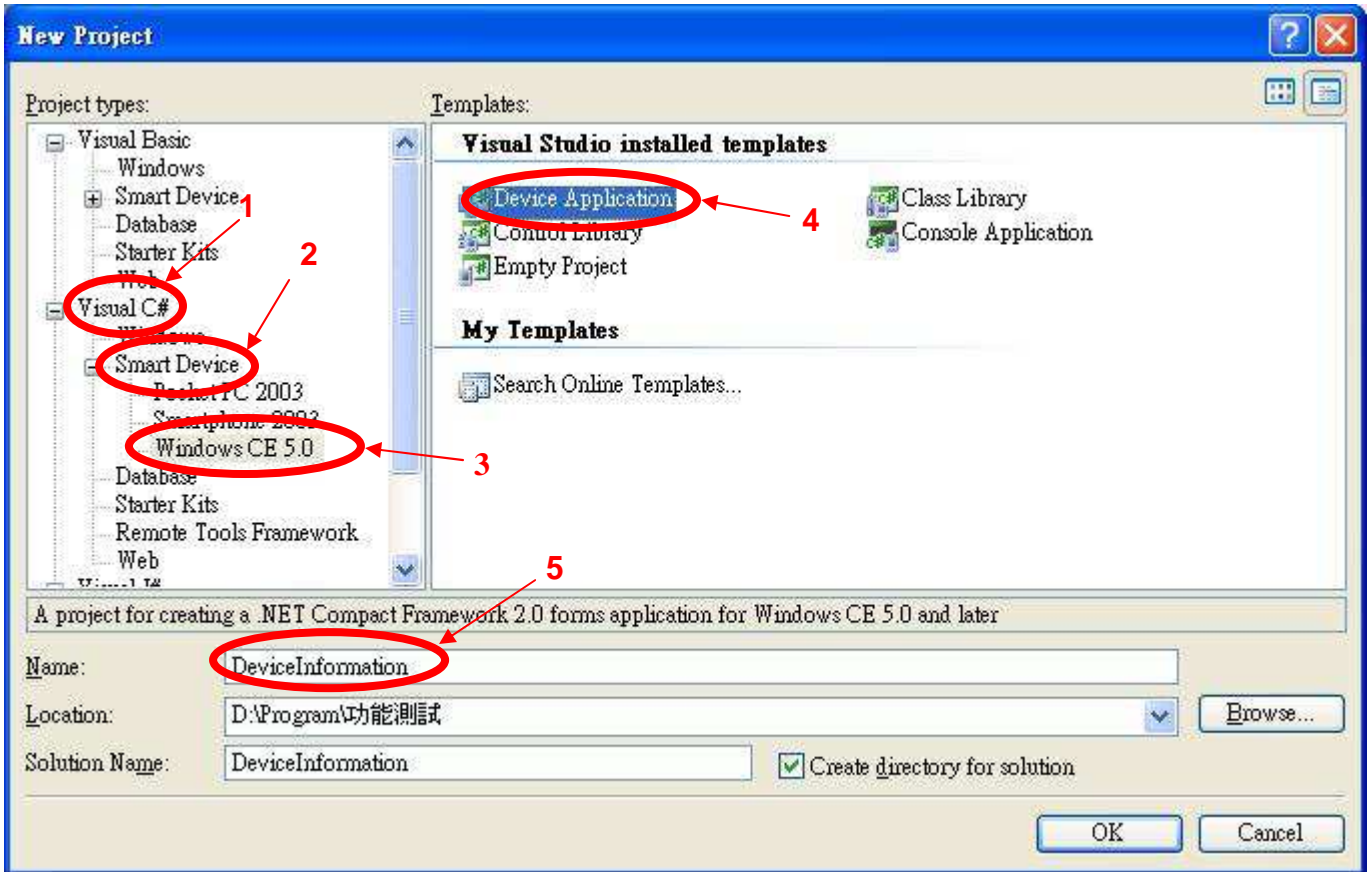 New Project
Project types:
Templates:
Visual Basic
Windows
Smart Device
Database
Starter Kits
Web
Visual C#
Windows
Smart Device
Pocket PC 2003
Smartphone 2003
Windows CE 5.0
Database
Starter Kits
Remote Tools Framework
Web
Visual J#
1
2
3
Visual Studio installed templates
Device Application
Class Library
Control Library
Console Application
Empty Project
4
My Templates
Search Online Templates...
5
A project for creating a .NET Compact Framework 2.0 forms application for Windows CE 5.0 and later
Name:
DeviceInformation
Location:
D:\Program\功能測試
Browse...
Solution Name:
DeviceInformation
Create directory for solution
OK
Cancel